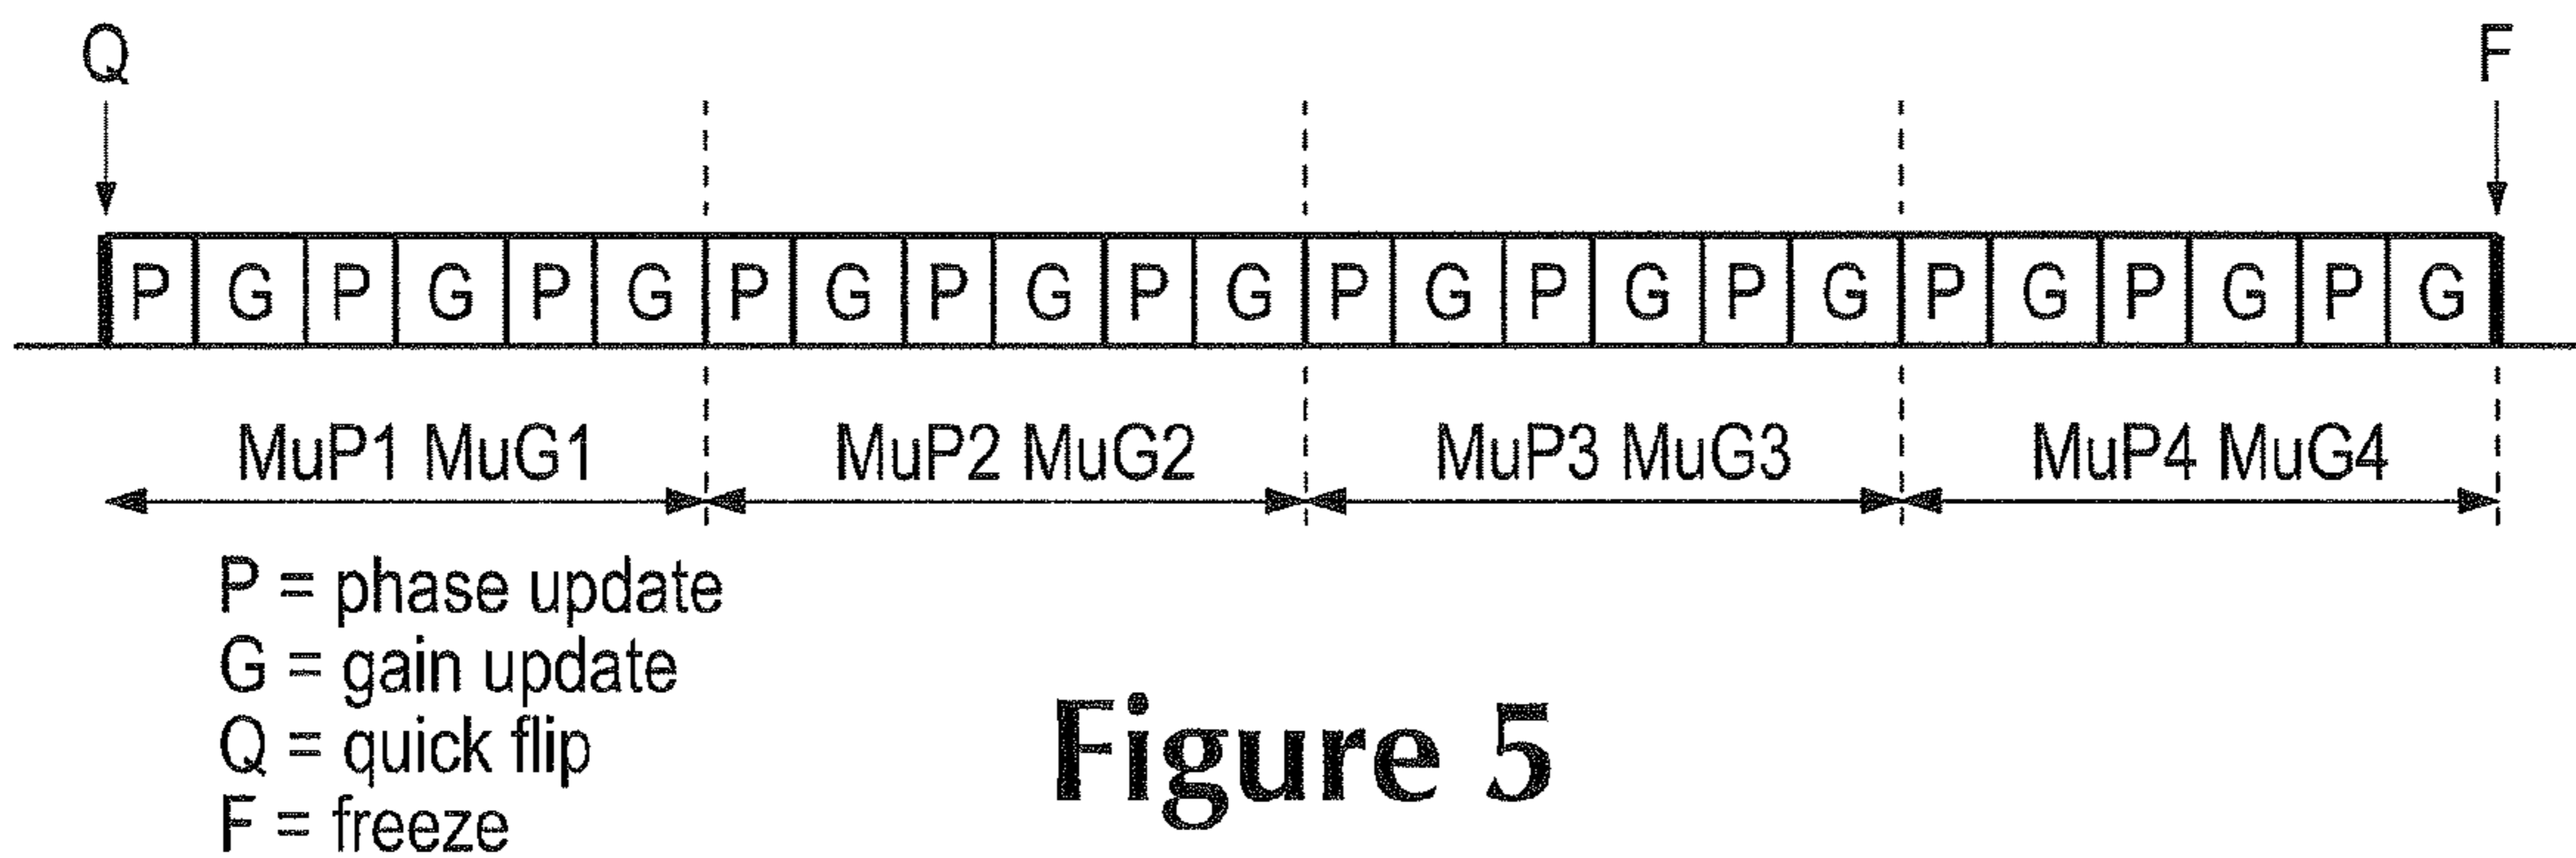 Q F
P G P G P G P G P G P G P G P G P G P G P G P G
MuP1 MuG1 MuP2 MuG2 MuP3 MuG3 MuP4 MuG4
P = phase update
G = gain update
Q = quick flip
F = freeze
Figure 5